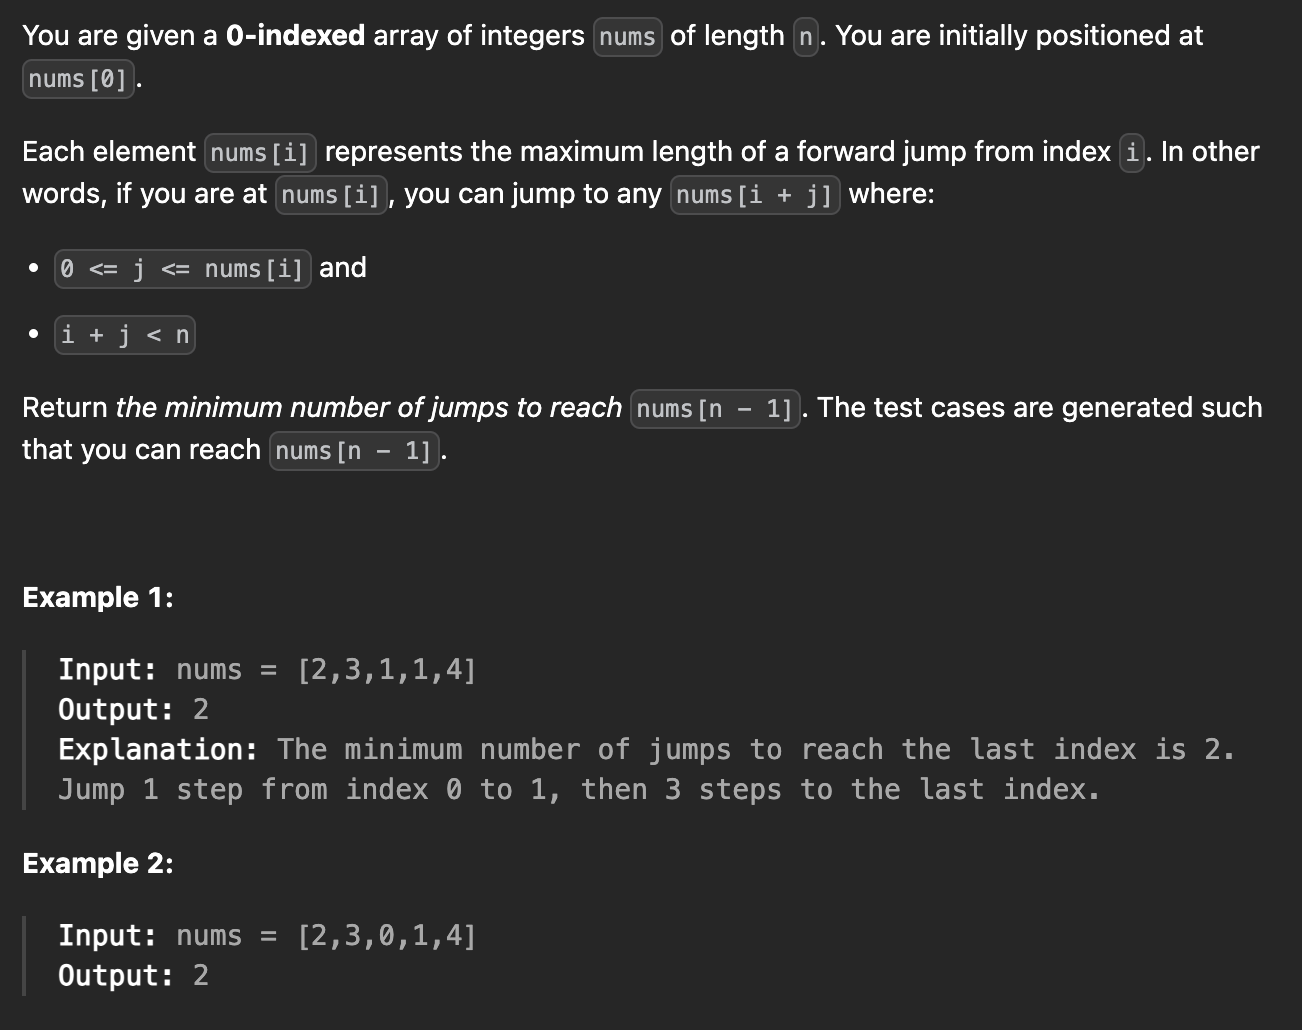 You are given a 0-indexed array of integers nums of length n. You are initially positioned at
nums[0].
Each element nums[i] represents the maximum length of a forward jump from index i. In other
words, if you are at nums[i], you can jump to any nums[i + j] where:
• 0 <= j <= nums[i] and
• i + j < n
Return the minimum number of jumps to reach nums[n - 1]. The test cases are generated such
that you can reach nums[n - 1].
Example 1:
Input: nums = [2,3,1,1,4]
Output: 2
Explanation: The minimum number of jumps to reach the last index is 2.
Jump 1 step from index 0 to 1, then 3 steps to the last index.
Example 2:
Input: nums = [2,3,0,1,4]
Output: 2